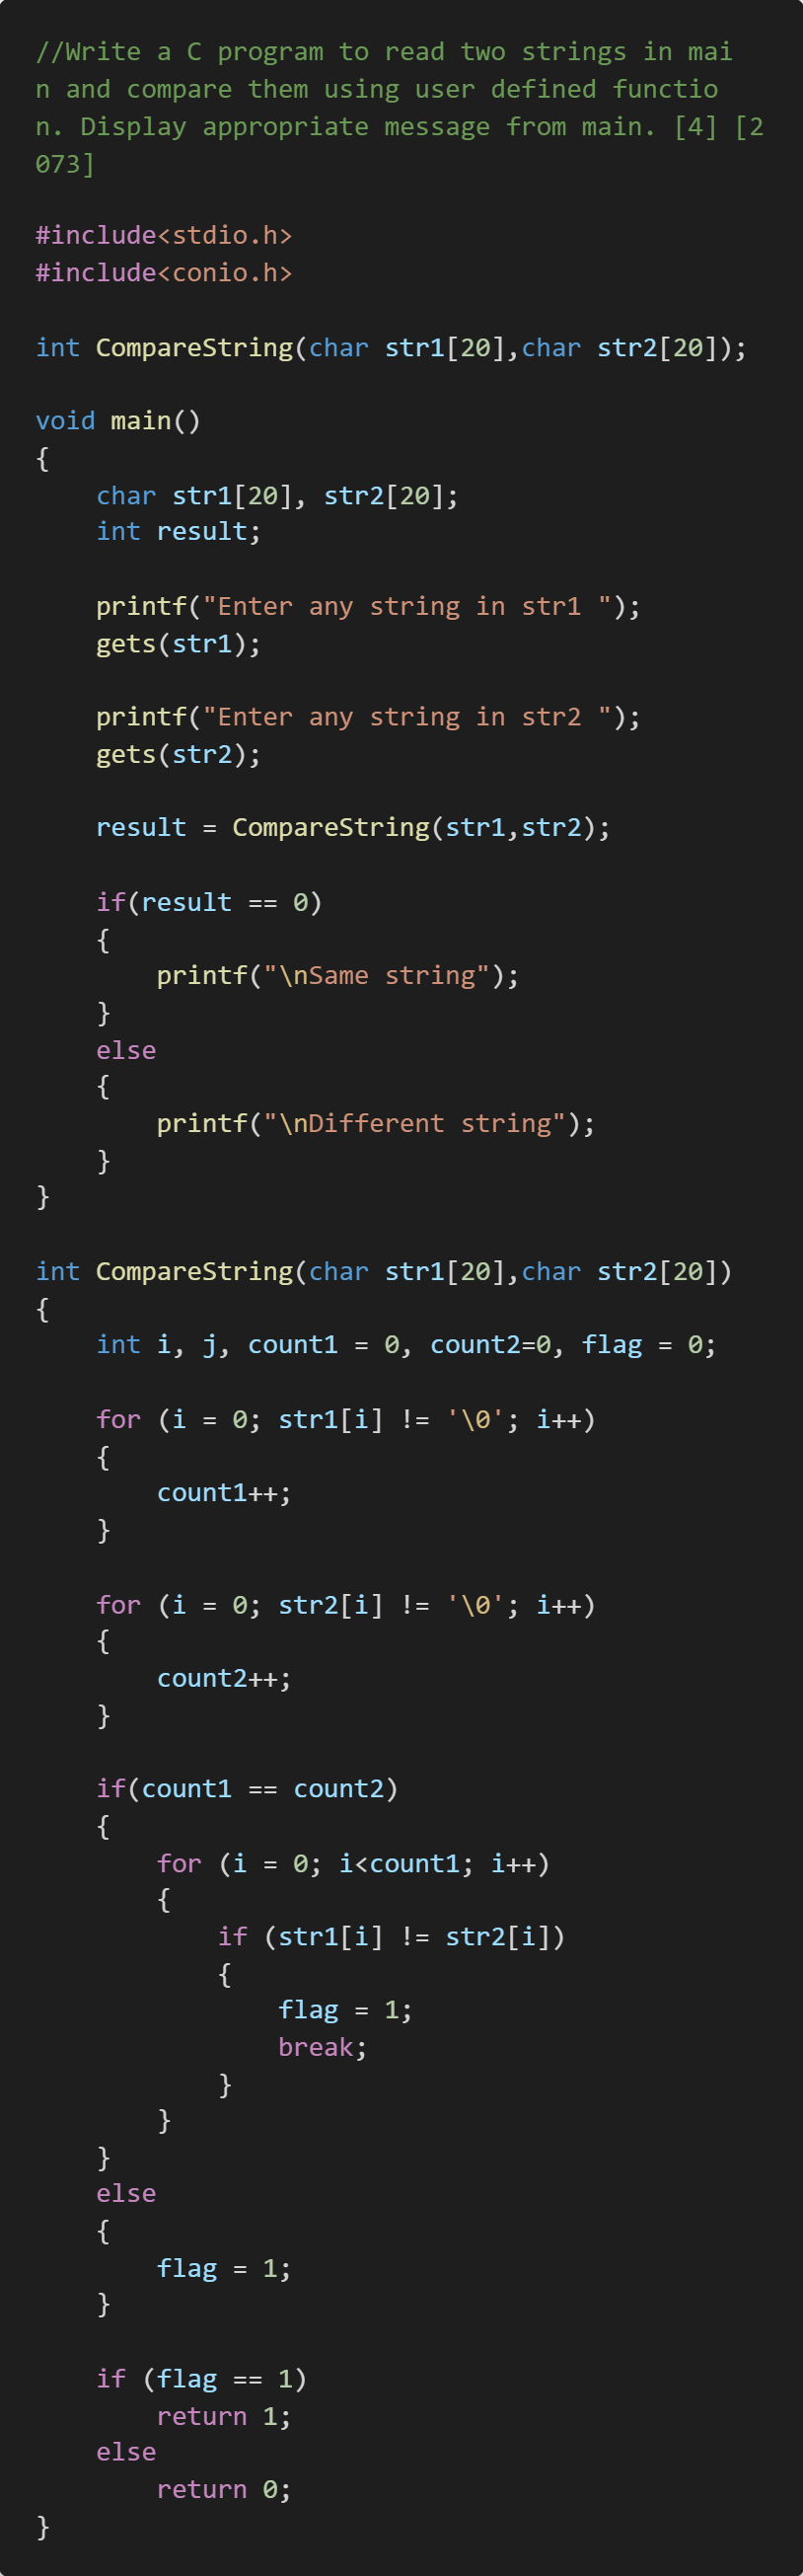 //Write a C program to read two strings in mai
n and compare them using user defined functio
n. Display appropriate message from main. [4] [2
073]

#include<stdio.h>
#include<conio.h>

int CompareString(char str1[20],char str2[20]);

void main()
{
    char str1[20], str2[20];
    int result;

    printf("Enter any string in str1 ");
    gets(str1);

    printf("Enter any string in str2 ");
    gets(str2);

    result = CompareString(str1,str2);

    if(result == 0)
    {
        printf("\nSame string");
    }
    else
    {
        printf("\nDifferent string");
    }
}

int CompareString(char str1[20],char str2[20])
{
    int i, j, count1 = 0, count2=0, flag = 0;

    for (i = 0; str1[i] != '\0'; i++)
    {
        count1++;
    }

    for (i = 0; str2[i] != '\0'; i++)
    {
        count2++;
    }

    if(count1 == count2)
    {
        for (i = 0; i<count1; i++)
        {
            if (str1[i] != str2[i])
            {
                flag = 1;
                break;
            }
        }
    }
    else
    {
        flag = 1;
    }

    if (flag == 1)
        return 1;
    else
        return 0;
}